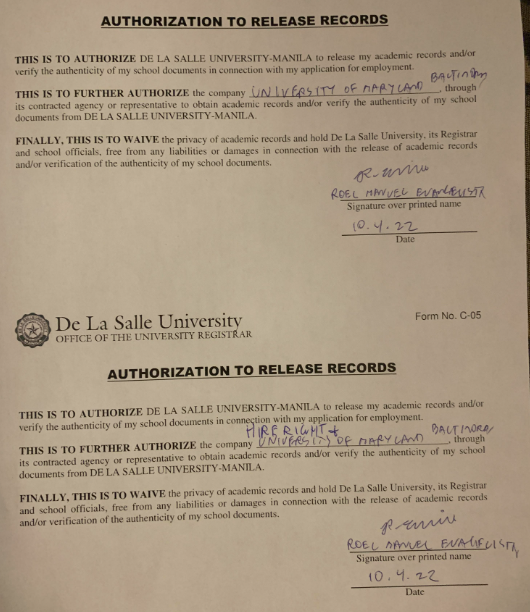 AUTHORIZATION TO RELEASE RECORDS
THIS IS TO AUTHORIZE DE LA SALLE UNIVERSITY-MANILA to release my academic records and/or
verify the authenticity of my school documents in connection with my application for employment.
BALTIMORE
THIS IS TO FURTHER AUTHORIZE the company UNIVERSITY OF MARYLAND, through
its contracted agency or representative to obtain academic records and/or verify the authenticity of my school
documents from DE LA SALLE UNIVERSITY-MANILA.
FINALLY, THIS IS TO WAIVE the privacy of academic records and hold De La Salle University, its Registrar
and school officials, free from any liabilities or damages in connection with the release of academic records
and/or verification of the authenticity of my school documents.
ROEL MANUEL EVANGELISTA
Signature over printed name
10.4.22
Date
De La Salle University
OFFICE OF THE UNIVERSITY REGISTRAR
Form No. C-05
AUTHORIZATION TO RELEASE RECORDS
THIS IS TO AUTHORIZE DE LA SALLE UNIVERSITY-MANILA to release my academic records and/or
verify the authenticity of my school documents in connection with my application for employment.
HIRE RIGHT + BALTIMORE
THIS IS TO FURTHER AUTHORIZE the company UNIVERSITY OF MARYLAND, through
its contracted agency or representative to obtain academic records and/or verify the authenticity of my school
documents from DE LA SALLE UNIVERSITY-MANILA.
FINALLY, THIS IS TO WAIVE the privacy of academic records and hold De La Salle University, its Registrar
and school officials, free from any liabilities or damages in connection with the release of academic records
and/or verification of the authenticity of my school documents.
ROEL MANUEL EVANGELISTA
Signature over printed name
10.4.22
Date